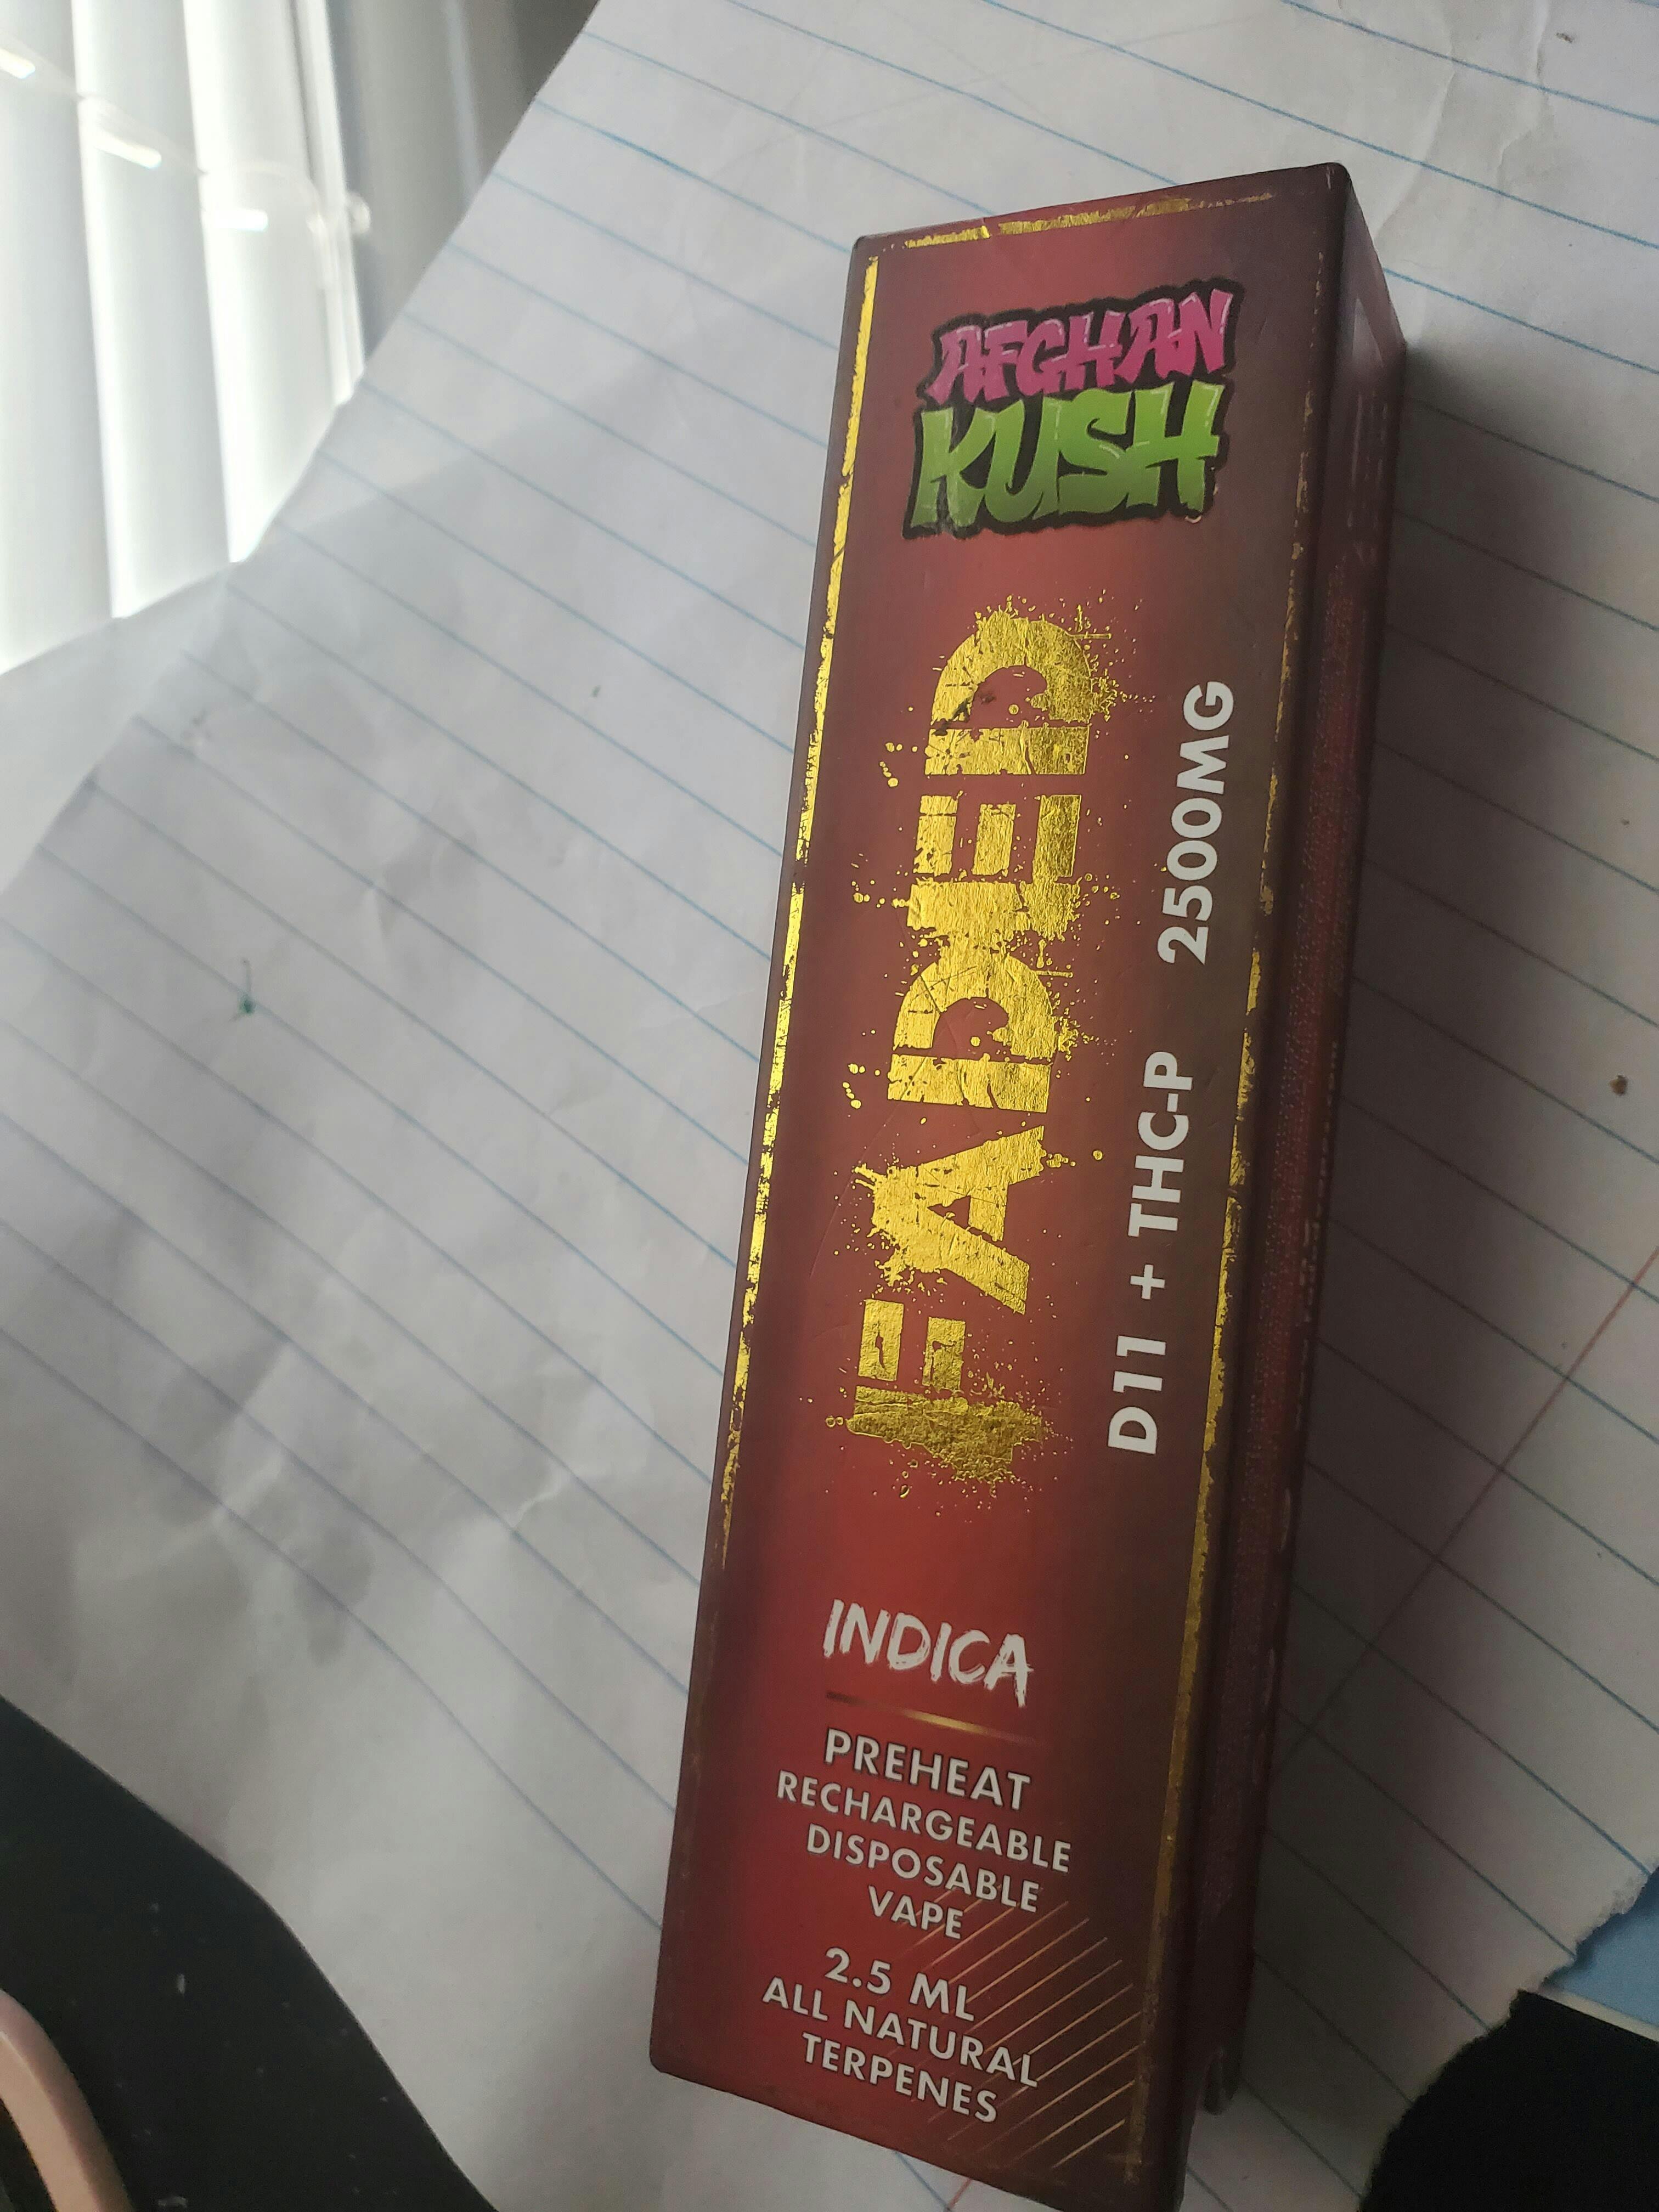 AFGHAN
KUSH
FADED
D11 + THC-P 2500MG
INDICA
PREHEAT
RECHARGEABLE
DISPOSABLE
VAPE
2.5 ML
ALL NATURAL
TERPENES